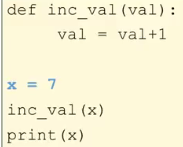 def inc_val(val):
    val = val+1

x = 7
inc_val(x)
print(x)